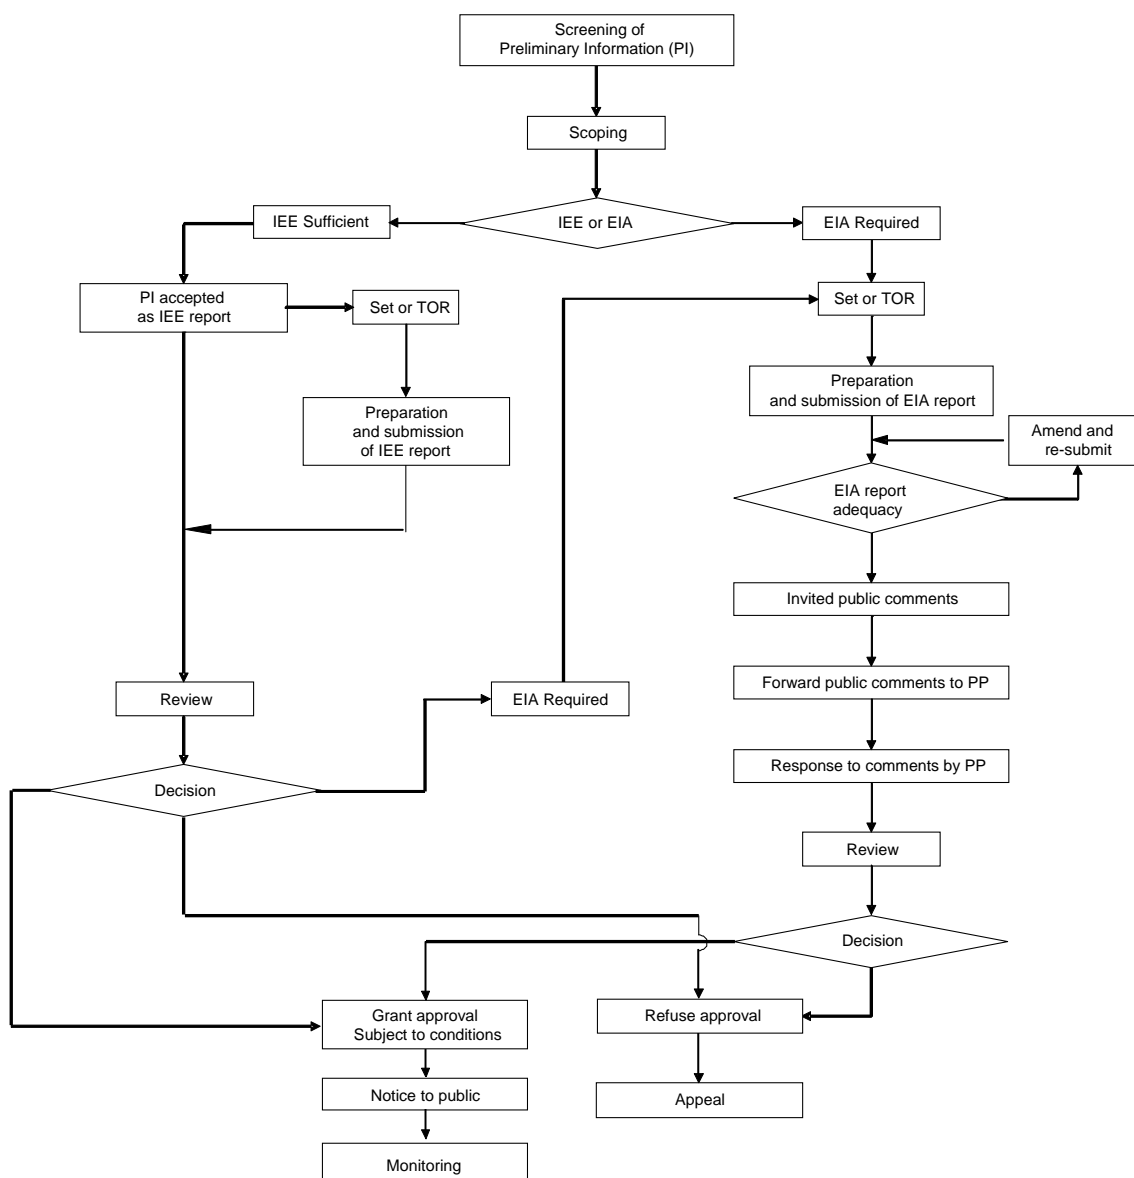 Screening of
Preliminary Information (PI)
Scoping
IEE Sufficient
IEE or EIA
EIA Required
PI accepted
as IEE report
Set or TOR
Set or TOR
Preparation
and submission of EIA report
Preparation
and submission
of IEE report
Amend and
re-submit
EIA report
adequacy
Invited public comments
Forward public comments to PP
Review
EIA Required
Response to comments by PP
Decision
Review
Decision
Grant approval
Subject to conditions
Refuse approval
Notice to public
Appeal
Monitoring